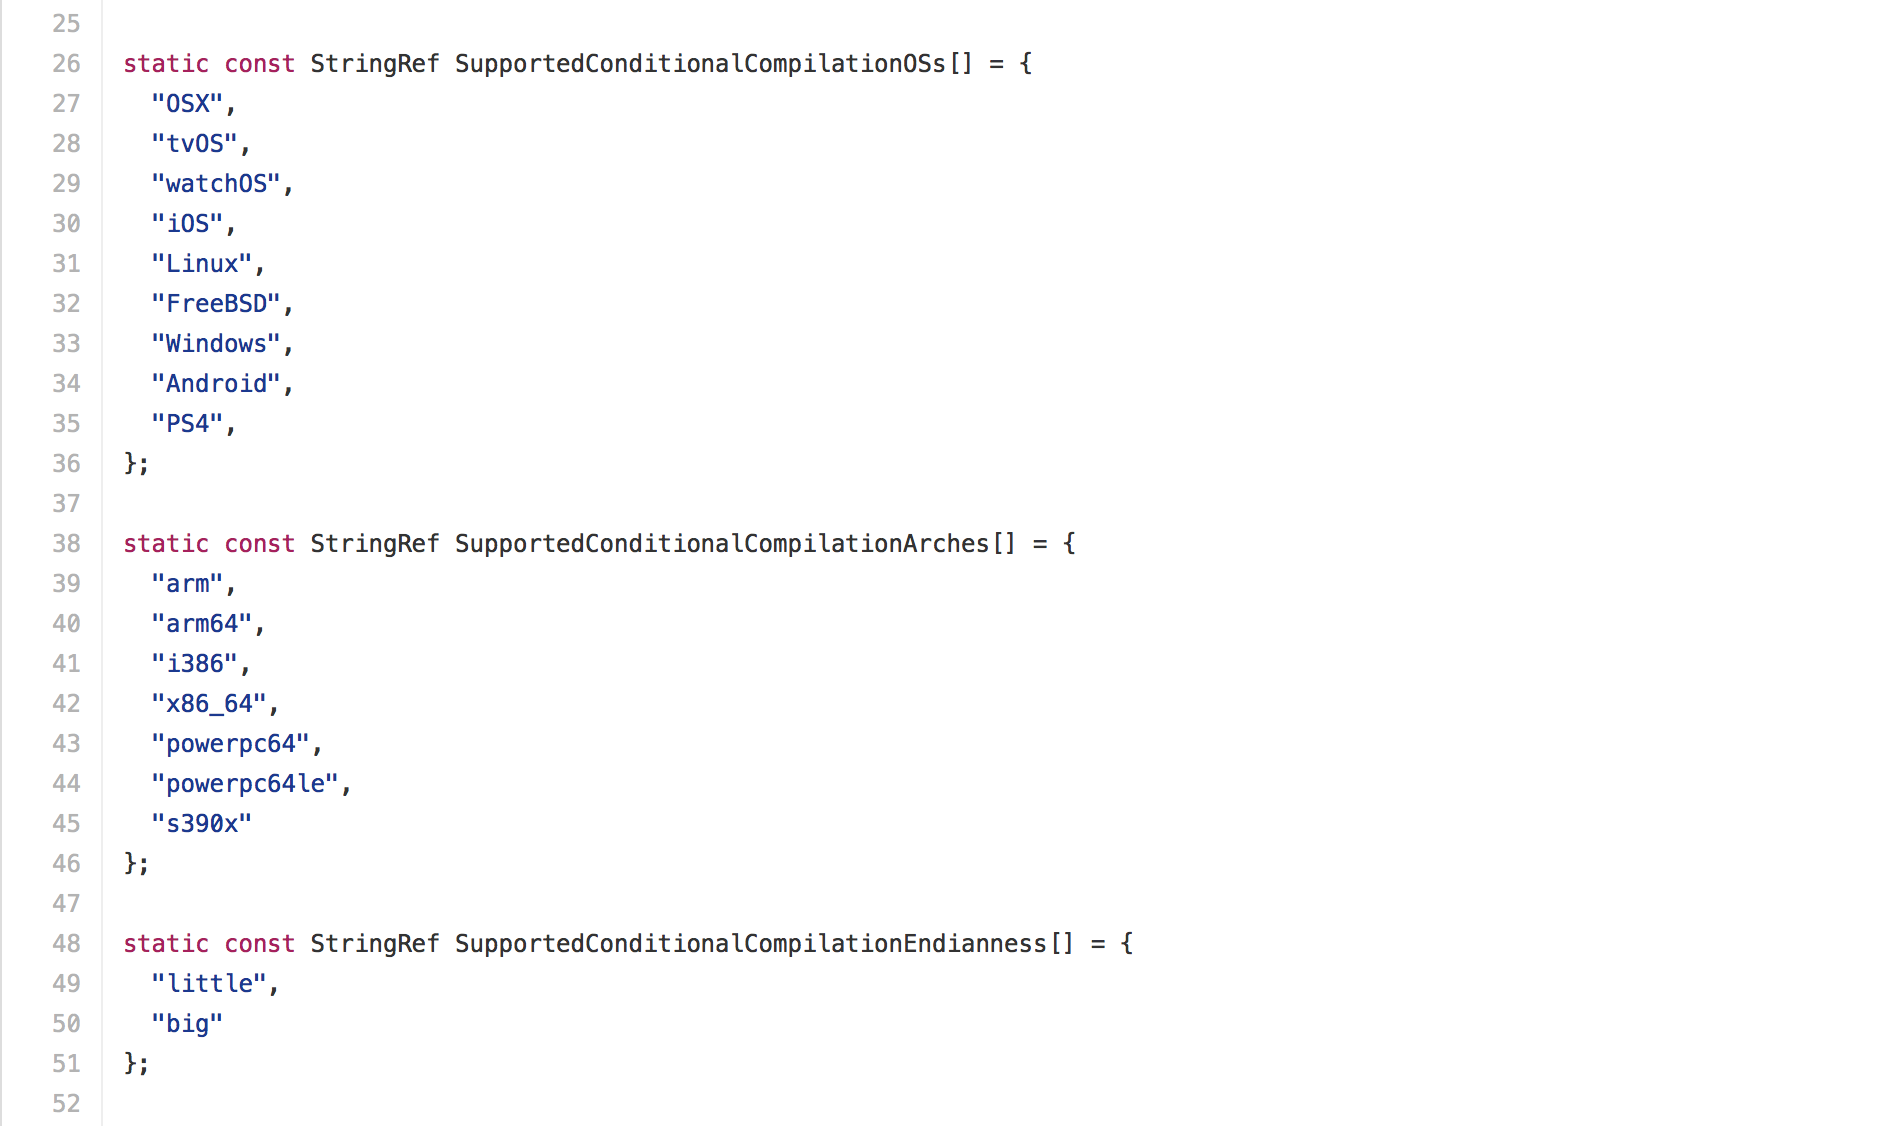 25
26 static const StringRef SupportedConditionalCompilationOSs[] = {
27   "OSX",
28   "tvOS",
29   "watchOS",
30   "iOS",
31   "Linux",
32   "FreeBSD",
33   "Windows",
34   "Android",
35   "PS4",
36 };
37
38 static const StringRef SupportedConditionalCompilationArches[] = {
39   "arm",
40   "arm64",
41   "i386",
42   "x86_64",
43   "powerpc64",
44   "powerpc64le",
45   "s390x"
46 };
47
48 static const StringRef SupportedConditionalCompilationEndianness[] = {
49   "little",
50   "big"
51 };
52